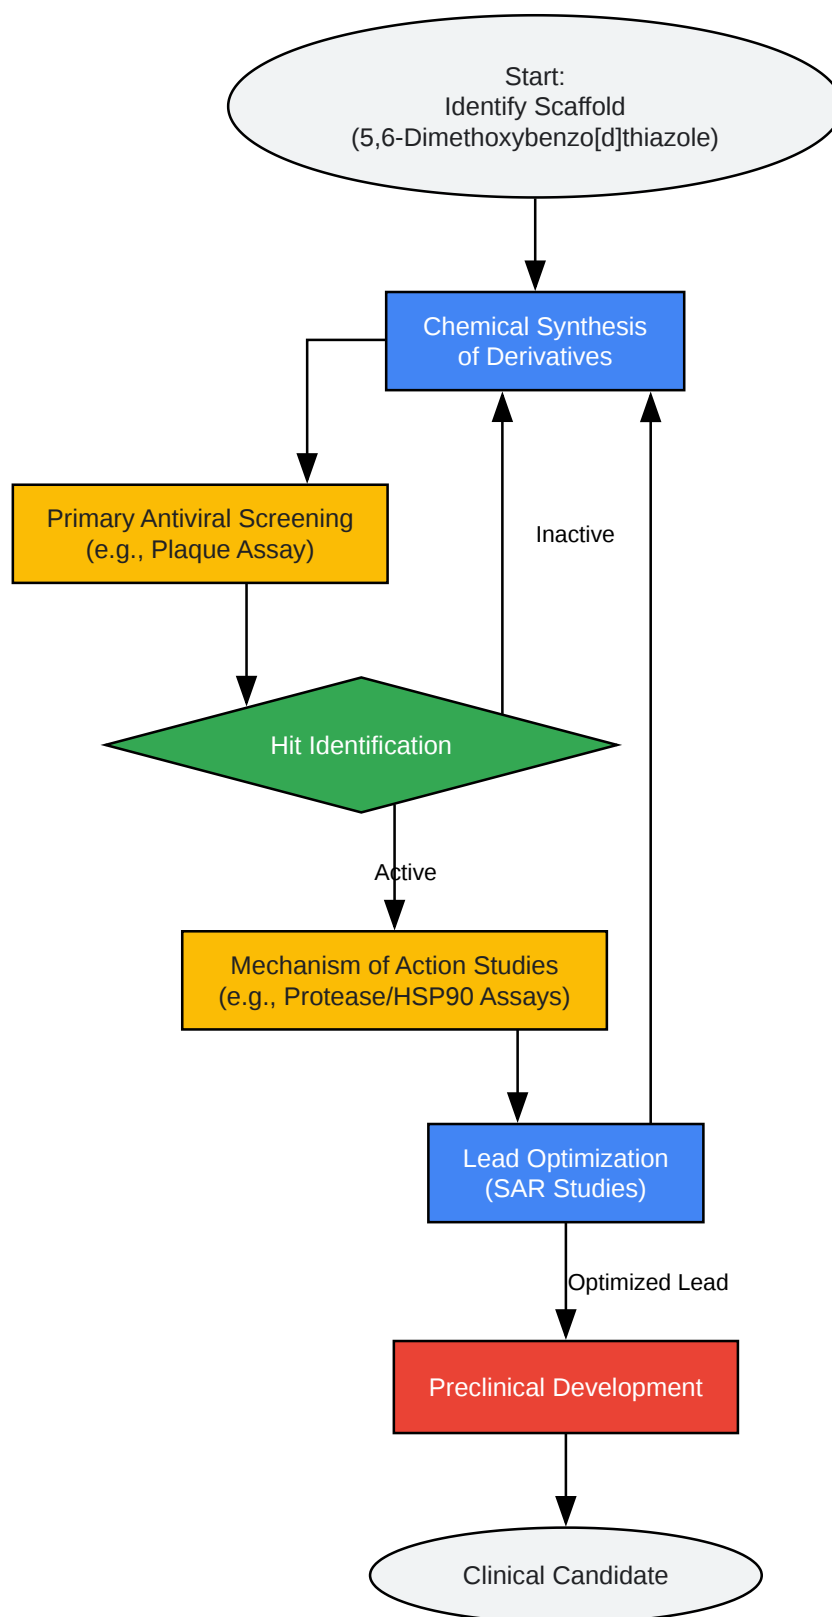 Start:
Identify Scaffold
(5,6-Dimethoxybenzo[d]thiazole)
Chemical Synthesis
of Derivatives
Primary Antiviral Screening
(e.g., Plaque Assay)
Inactive
Hit Identification
Active
Mechanism of Action Studies
(e.g., Protease/HSP90 Assays)
Lead Optimization
(SAR Studies)
Optimized Lead
Preclinical Development
Clinical Candidate